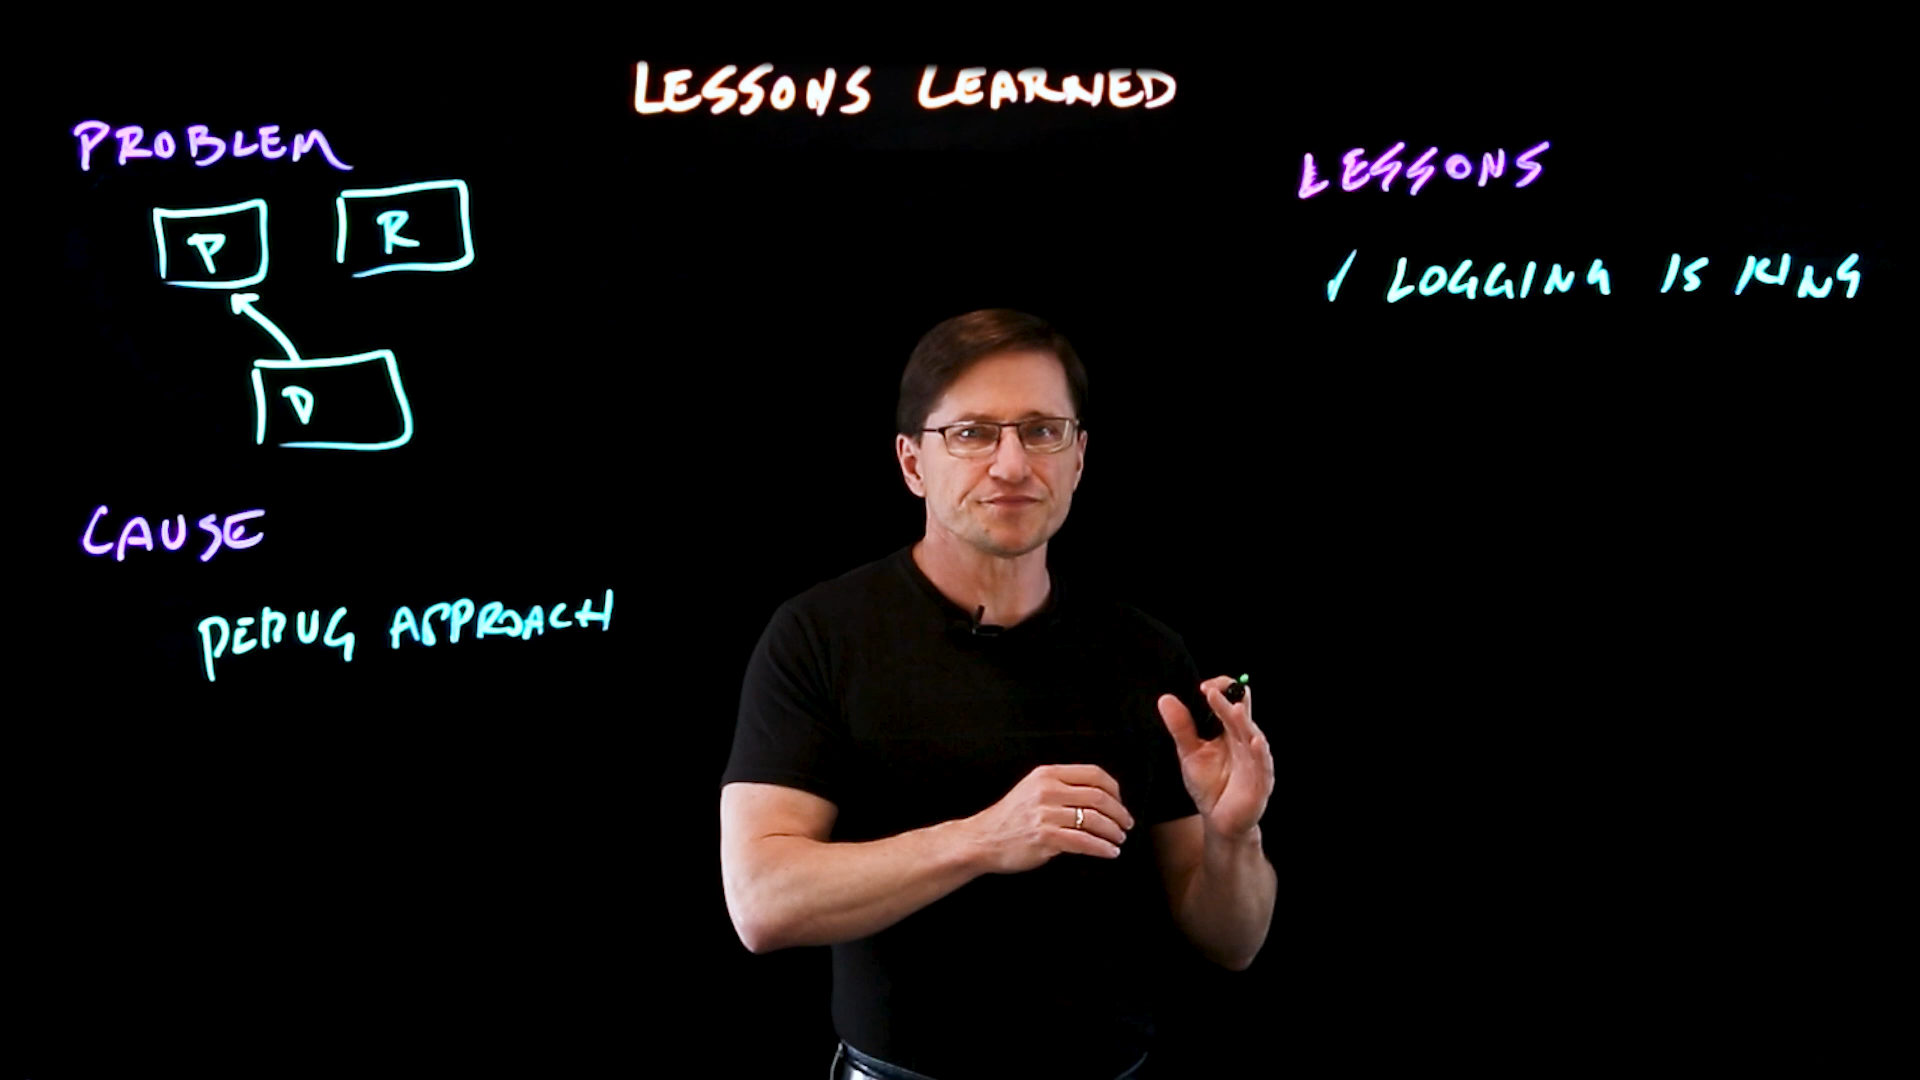 LESSONS LEARNED
PROBLEM
P
R
D
CAUSE
DEBUG APPROACH
LESSONS
✓ LOGGING IS KING